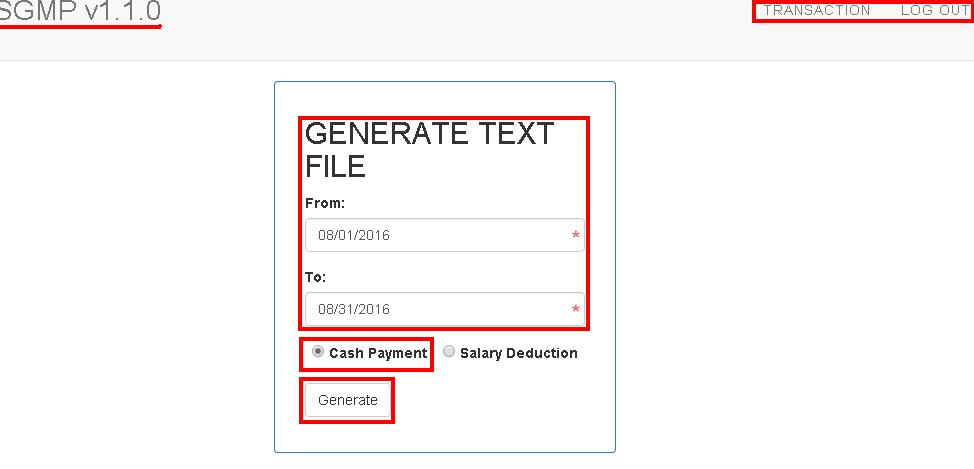 SGMP v1.1.0
TRANSACTION LOG OUT
GENERATE TEXT
FILE
From:
08/01/2016 *
To:
08/31/2016 *
Cash Payment Salary Deduction
Generate